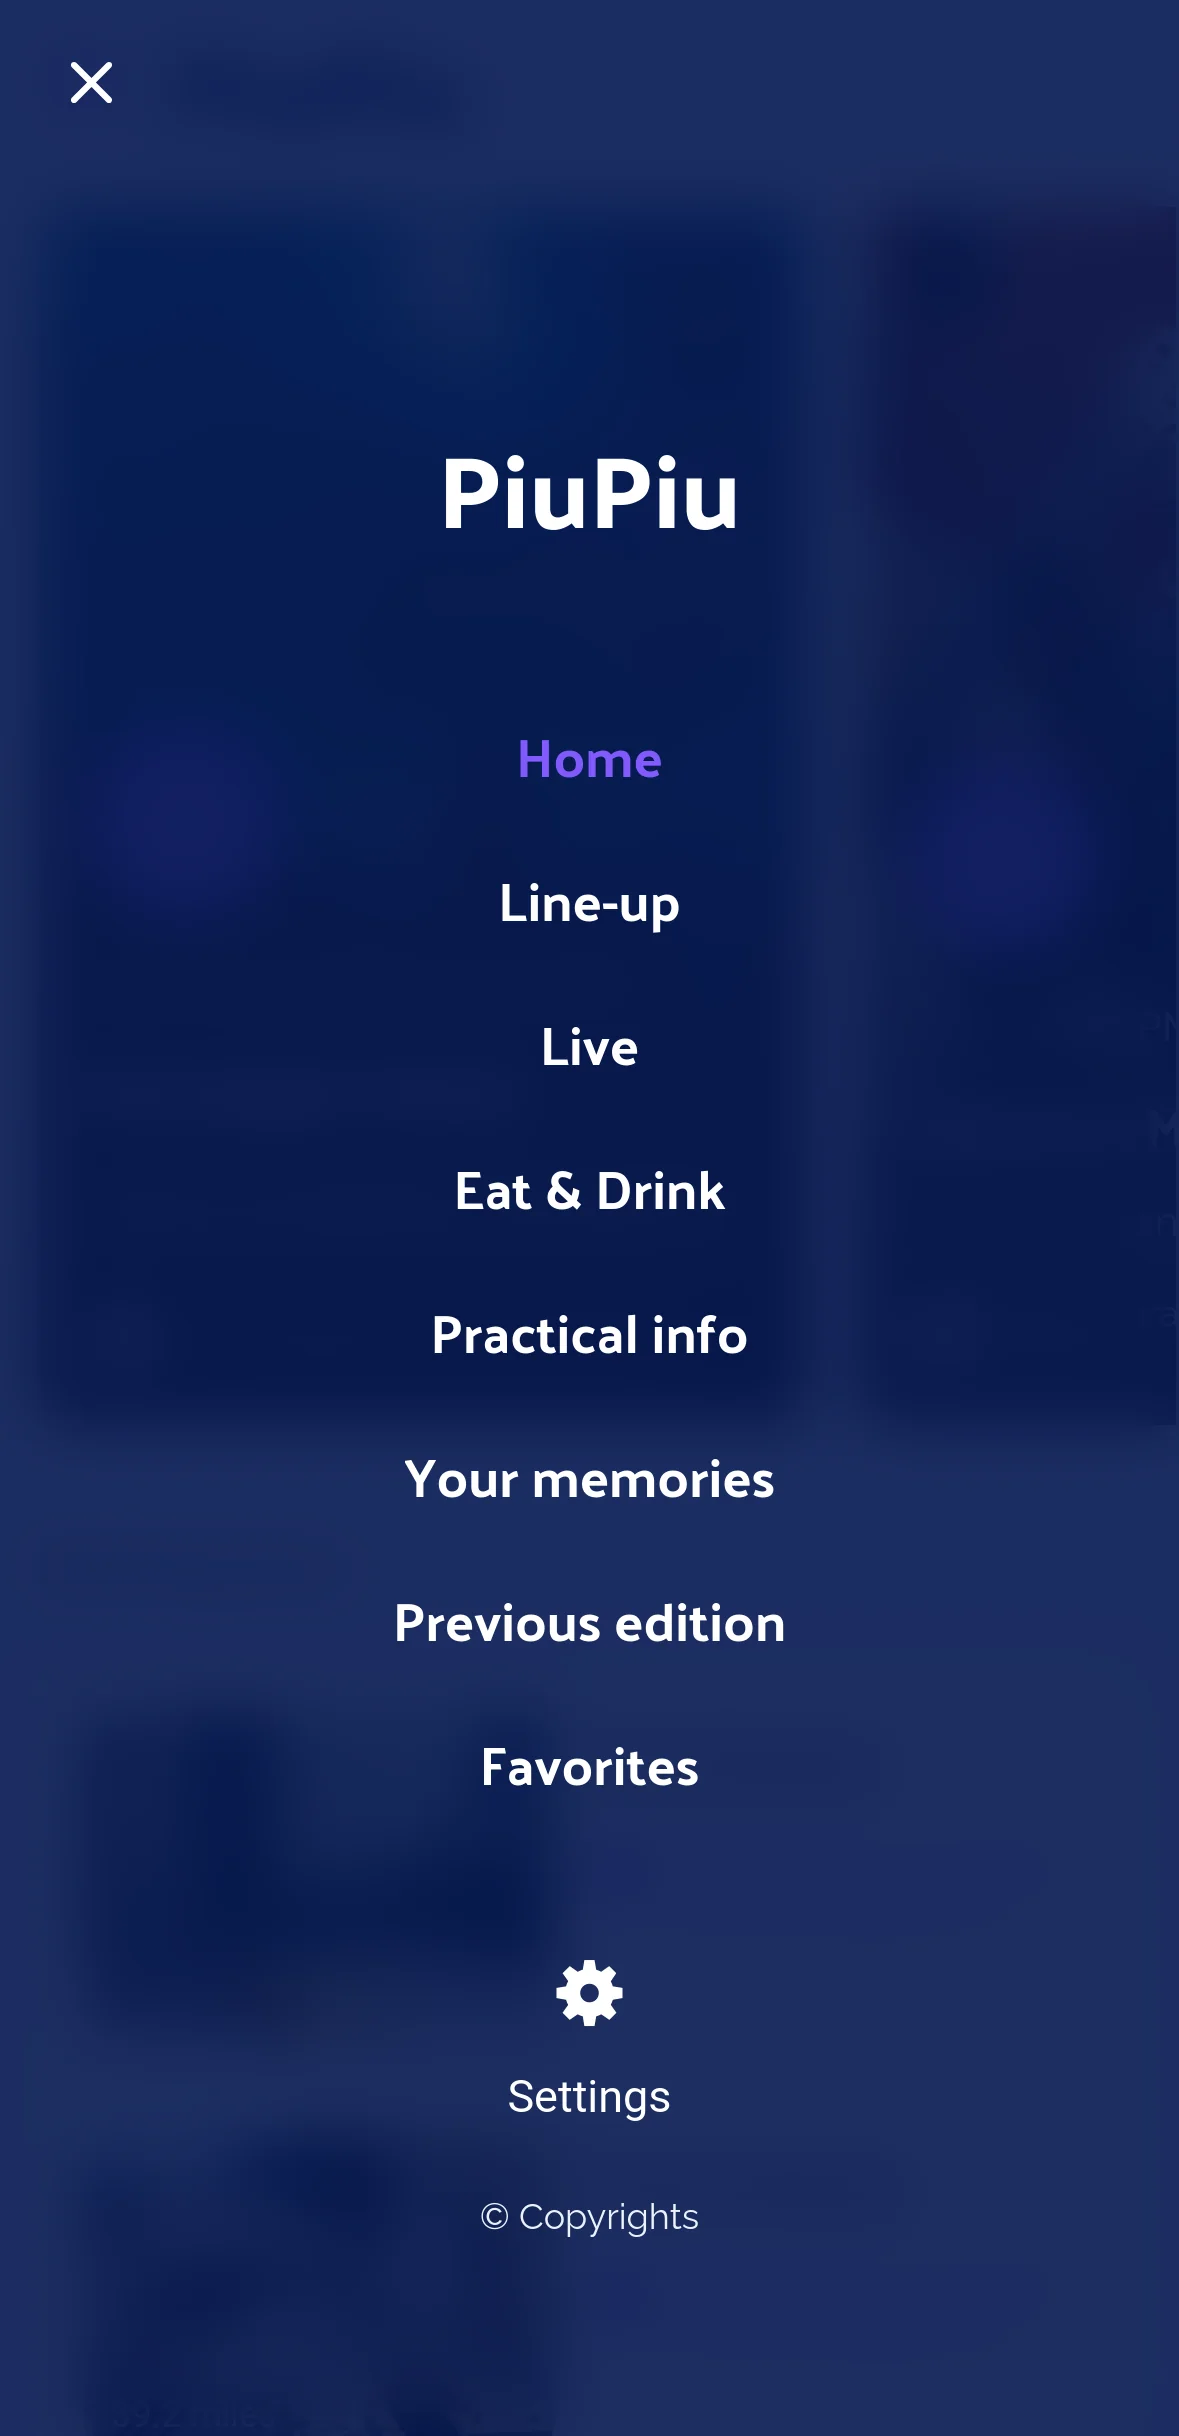 PiuPiu
Home
Line-up
Live
Eat & Drink
Practical info
Your memories
Previous edition
Favorites
Settings
© Copyrights